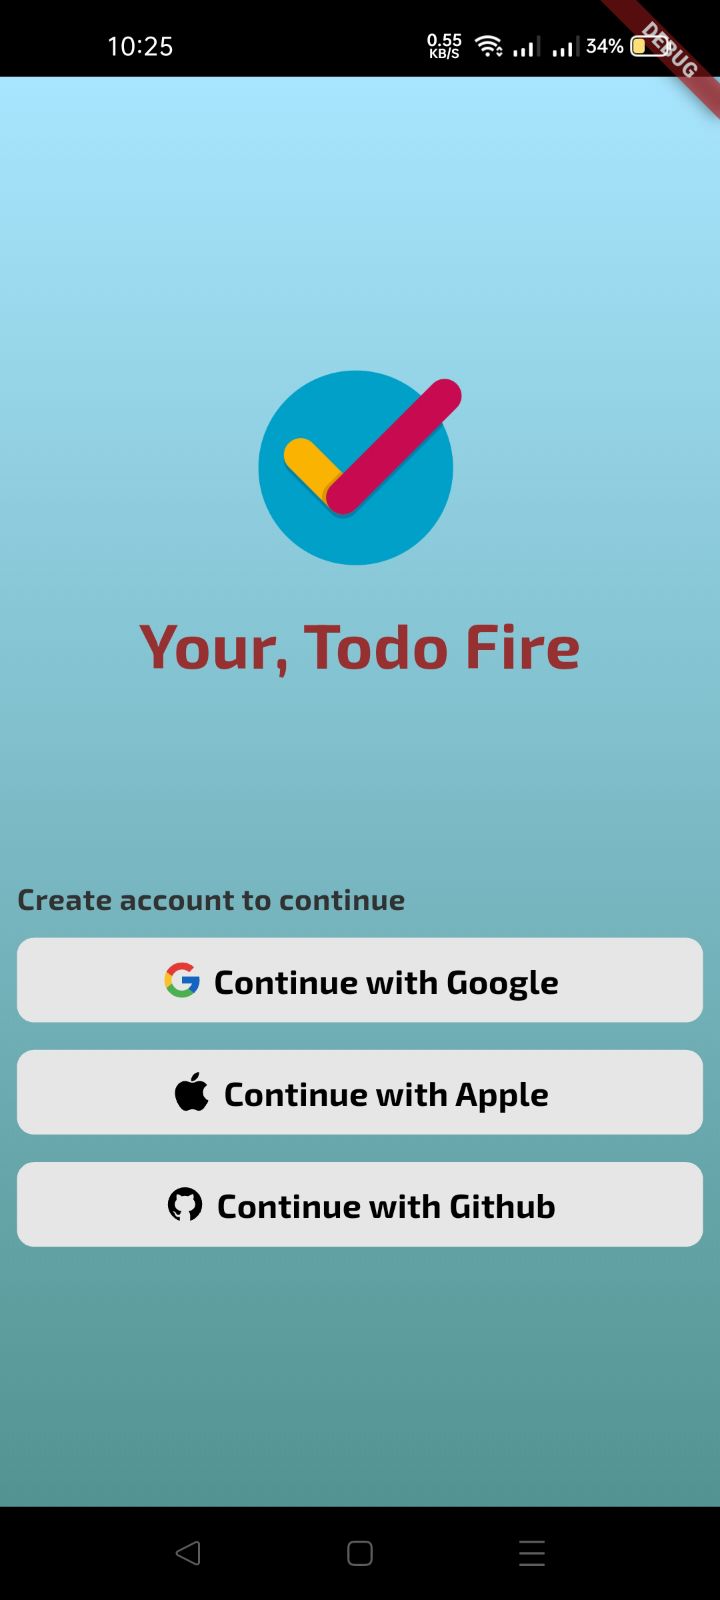 10:25
0.55
KB/S
34%
DEBUG
Your, Todo Fire
Create account to continue
Continue with Google
Continue with Apple
Continue with Github